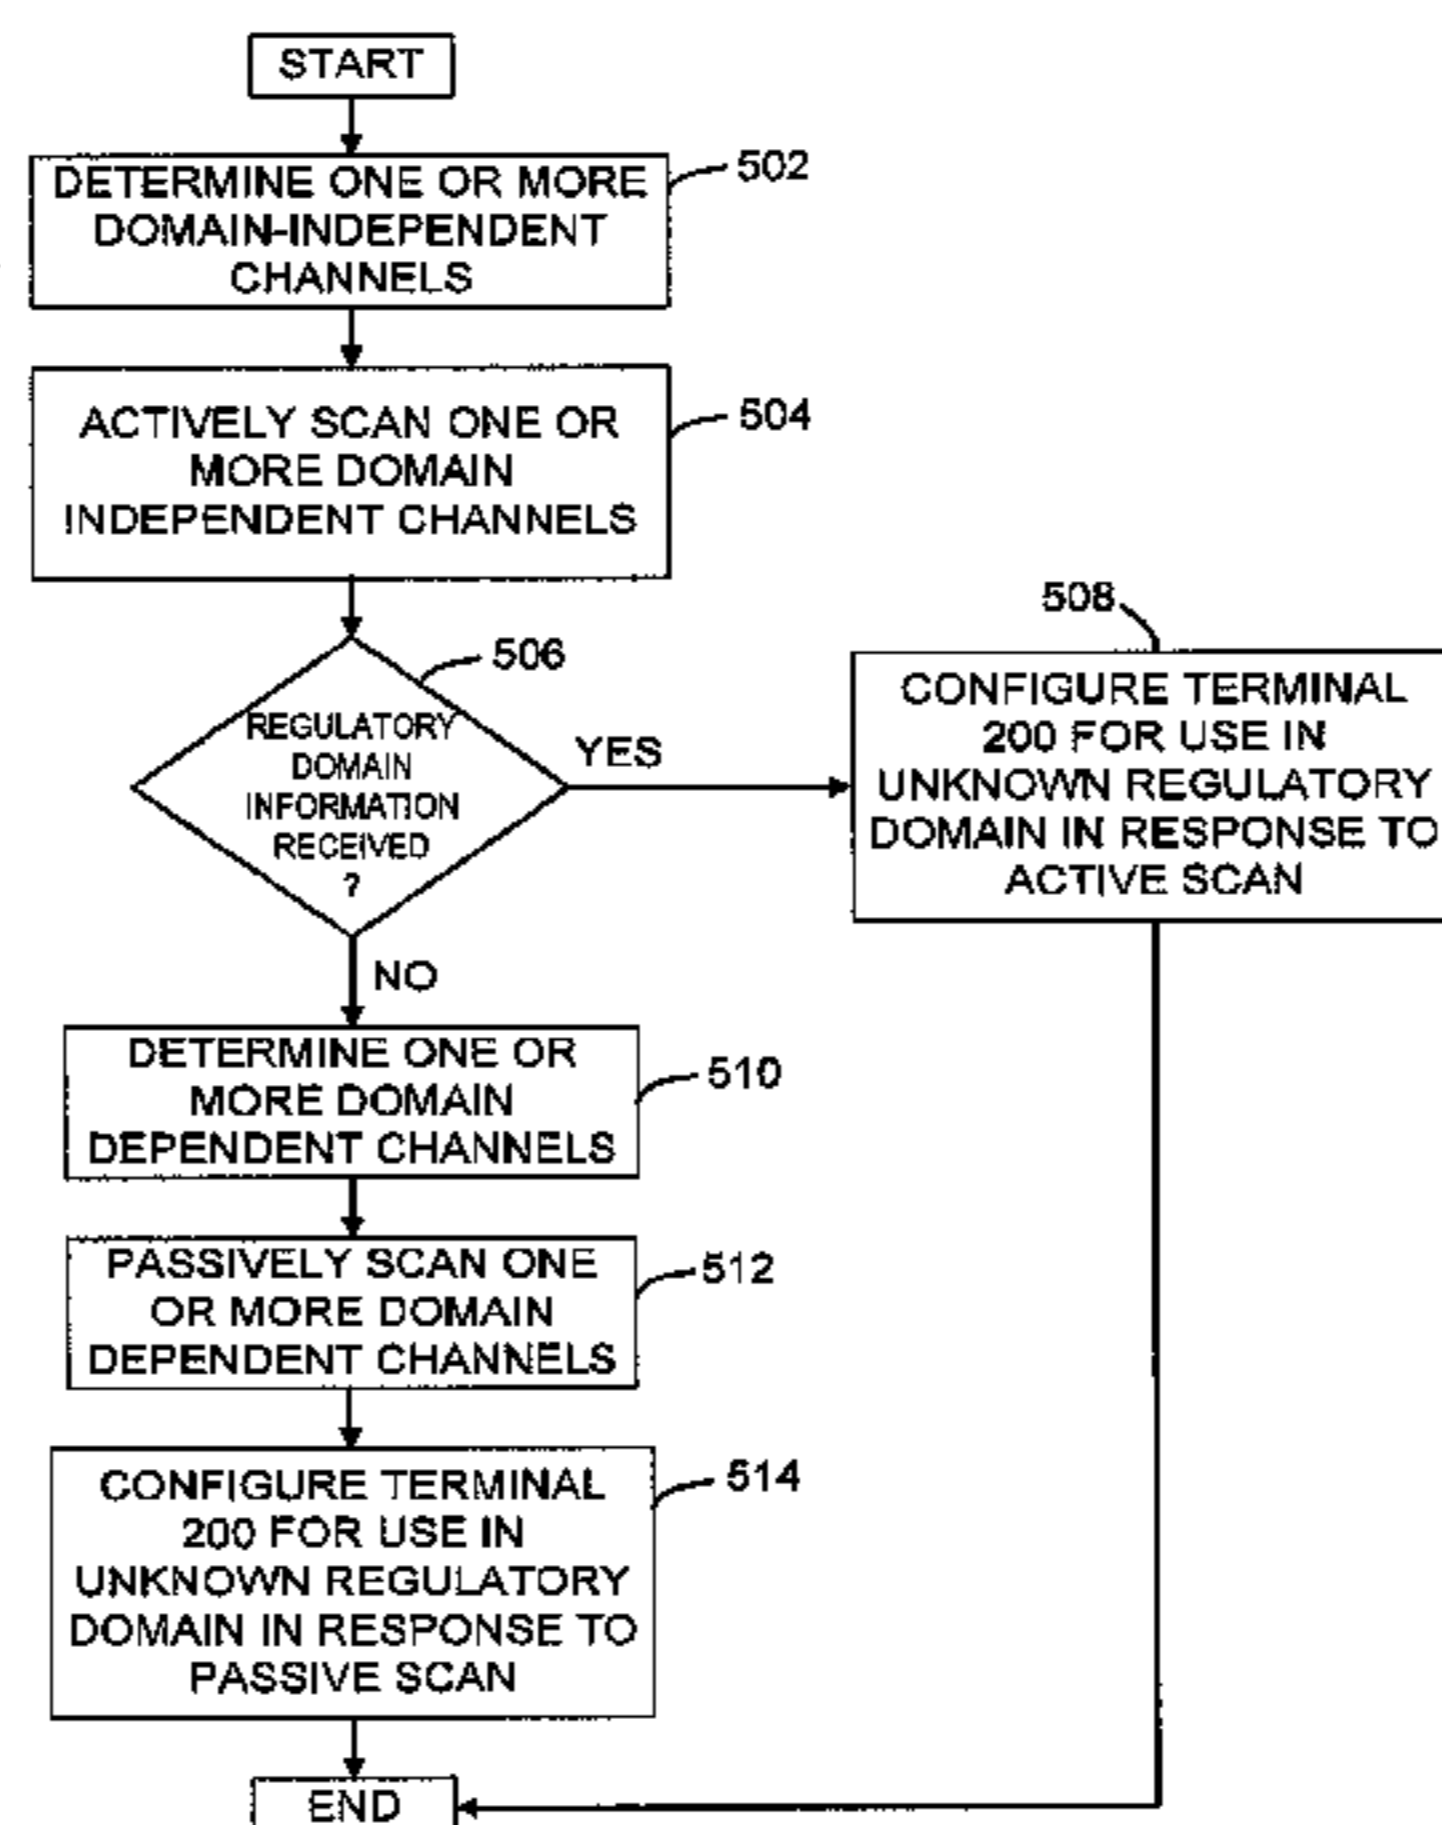 START
502
DETERMINE ONE OR MORE
DOMAIN-INDEPENDENT
CHANNELS
504
ACTIVELY SCAN ONE OR
MORE DOMAIN
INDEPENDENT CHANNELS
506
REGULATORY
DOMAIN
INFORMATION
RECEIVED
?
YES
508
CONFIGURE TERMINAL
200 FOR USE IN
UNKNOWN REGULATORY
DOMAIN IN RESPONSE TO
ACTIVE SCAN
NO
510
DETERMINE ONE OR
MORE DOMAIN
DEPENDENT CHANNELS
512
PASSIVELY SCAN ONE
OR MORE DOMAIN
DEPENDENT CHANNELS
514
CONFIGURE TERMINAL
200 FOR USE IN
UNKNOWN REGULATORY
DOMAIN IN RESPONSE TO
PASSIVE SCAN
END